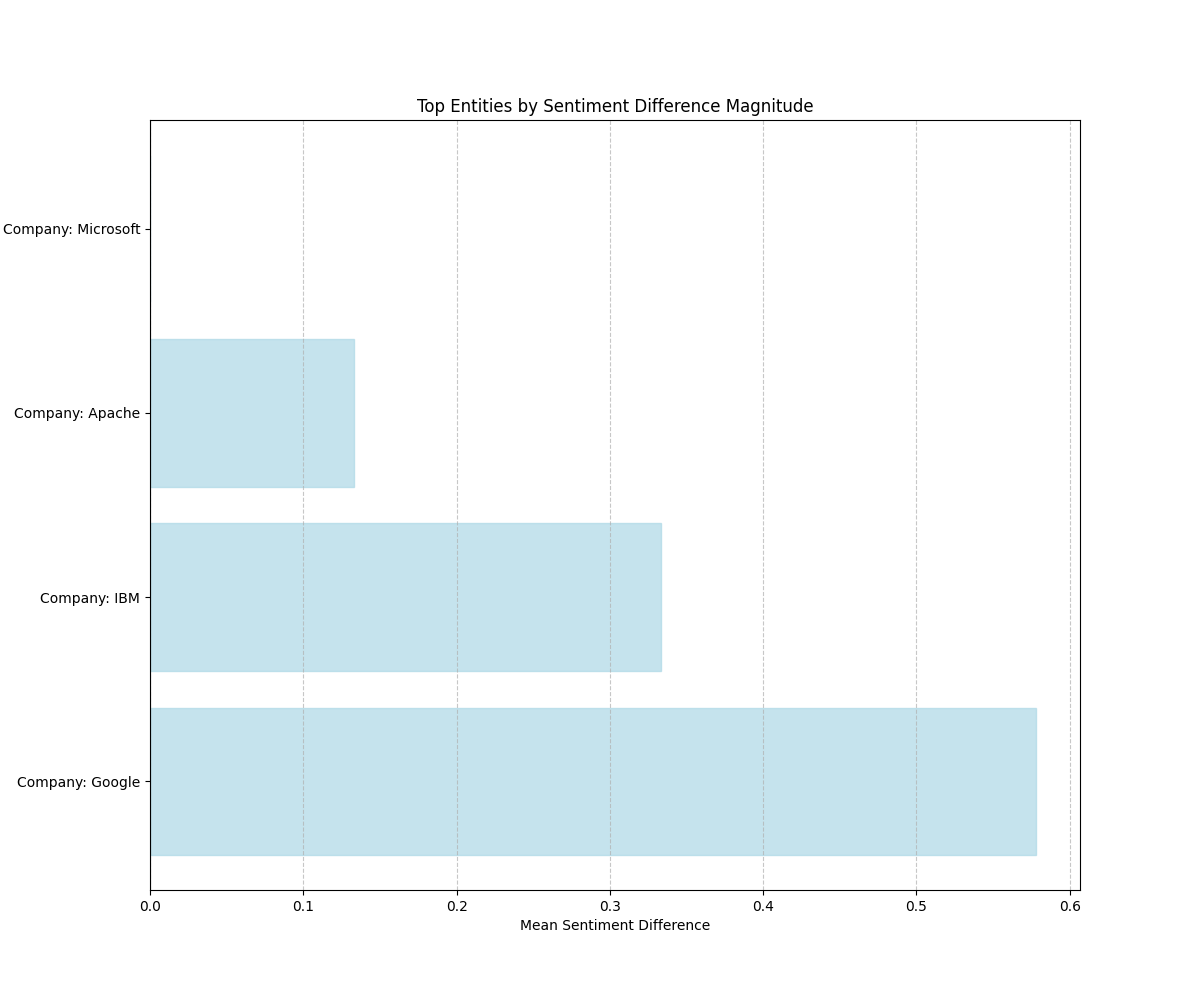 Top Entities by Sentiment Difference Magnitude
Company: Microsoft
Company: Apache
Company: IBM
Company: Google
0.0 0.1 0.2 0.3 0.4 0.5 0.6
Mean Sentiment Difference